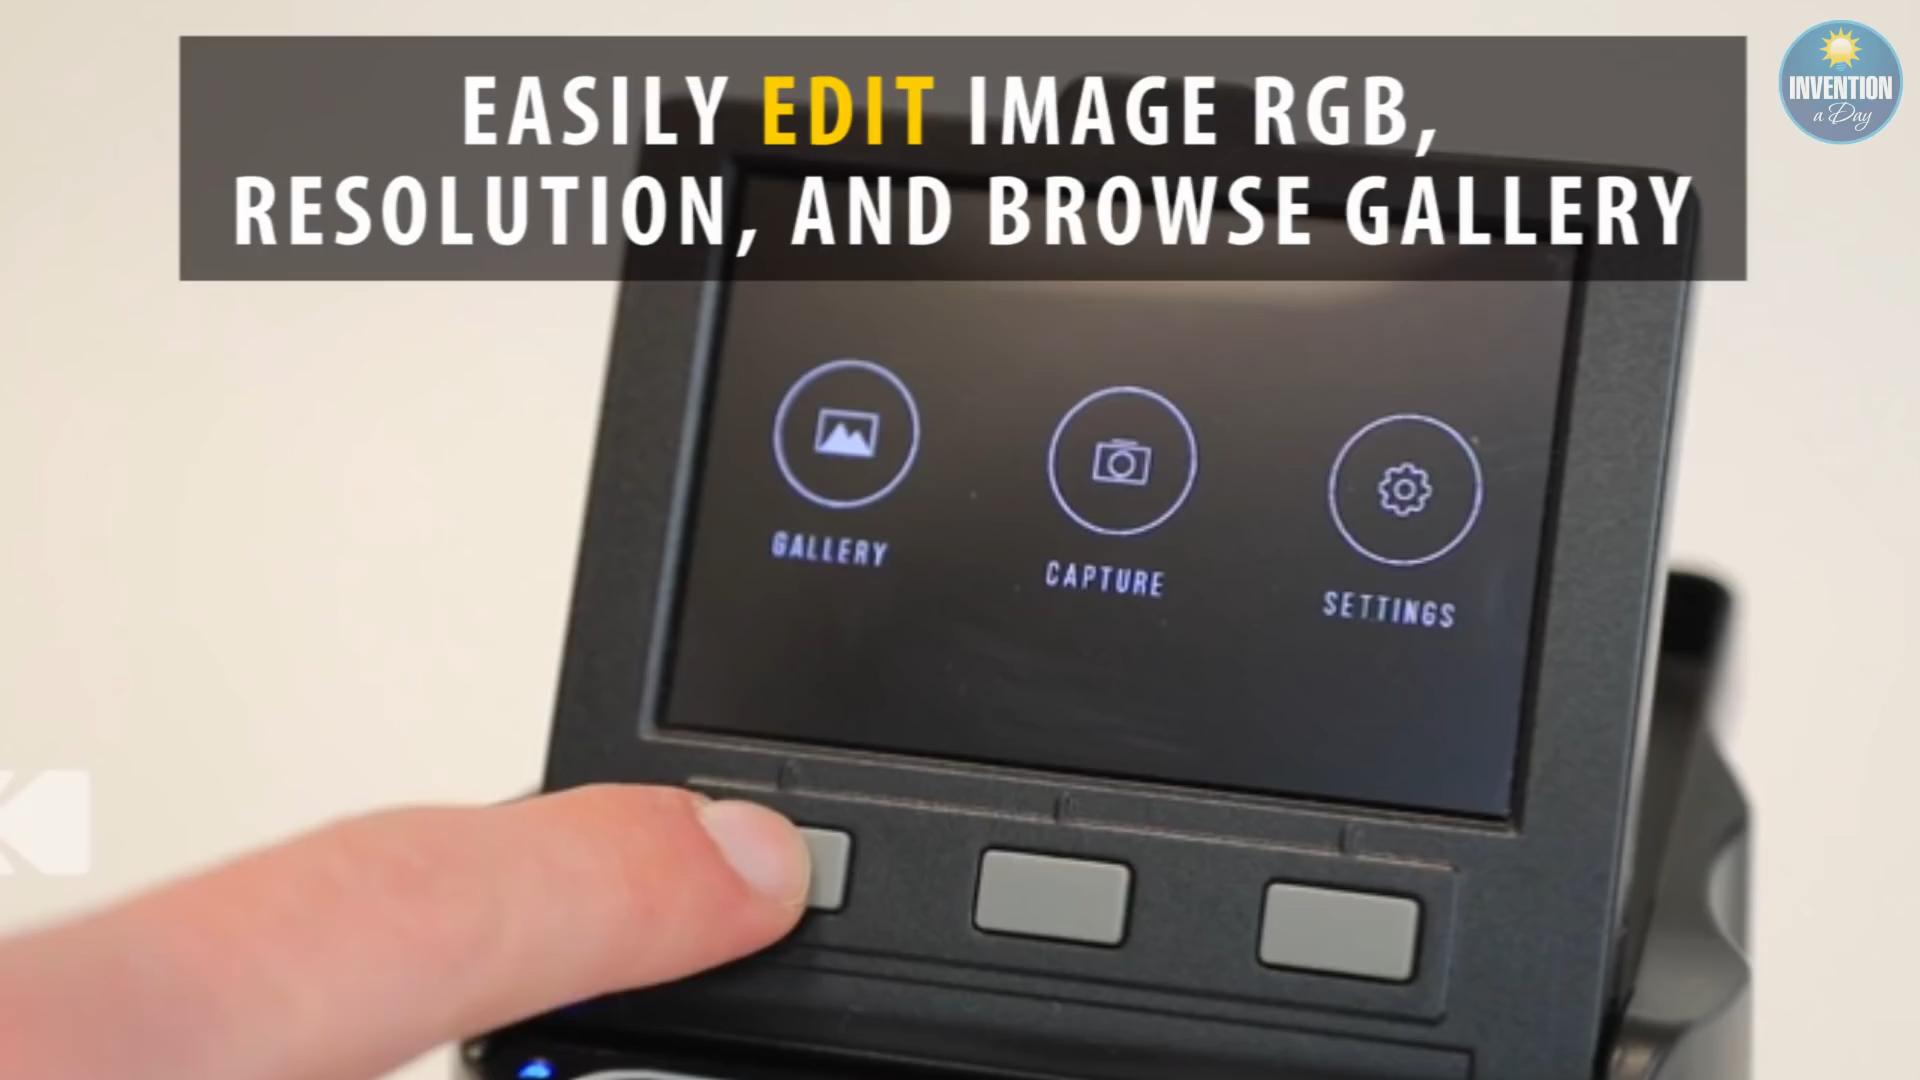 EASILY EDIT IMAGE RGB,
RESOLUTION, AND BROWSE GALLERY
INVENTION
a Day
GALLERY
CAPTURE
SETTINGS